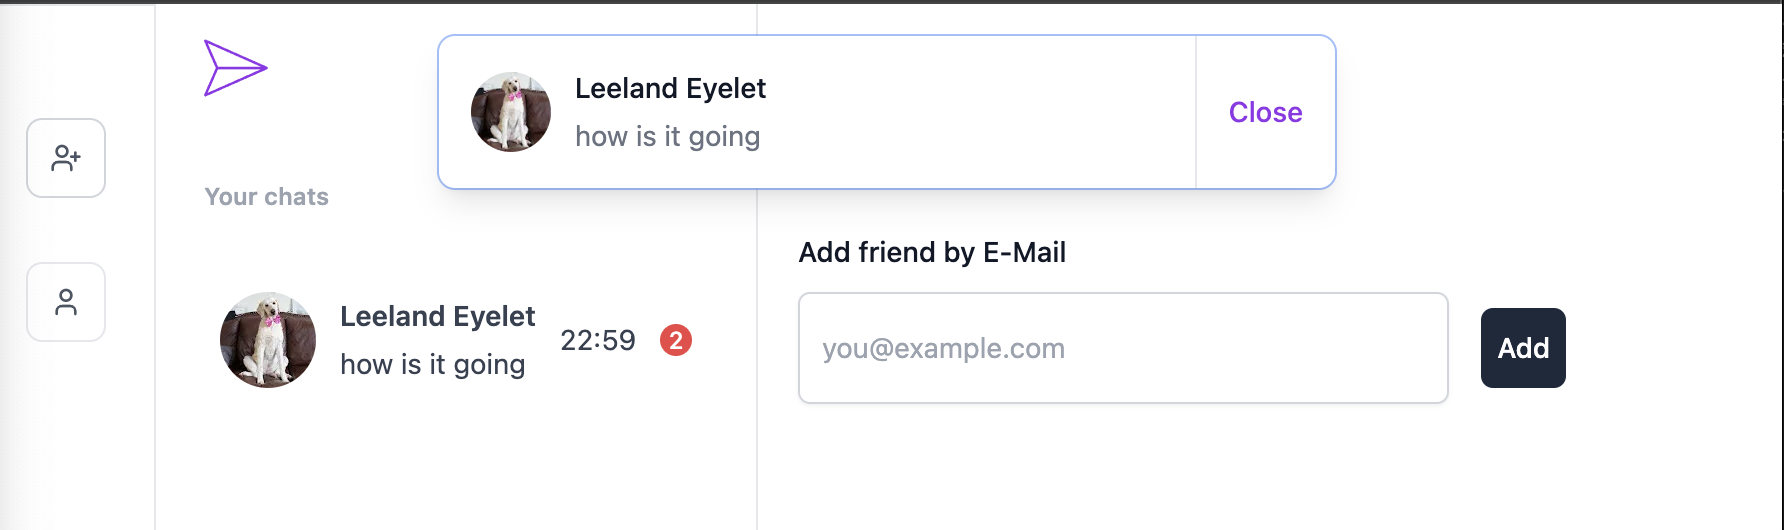 Leeland Eyelet
how is it going
Close
Your chats
Leeland Eyelet
how is it going
22:59
2
Add friend by E-Mail
you@example.com
Add